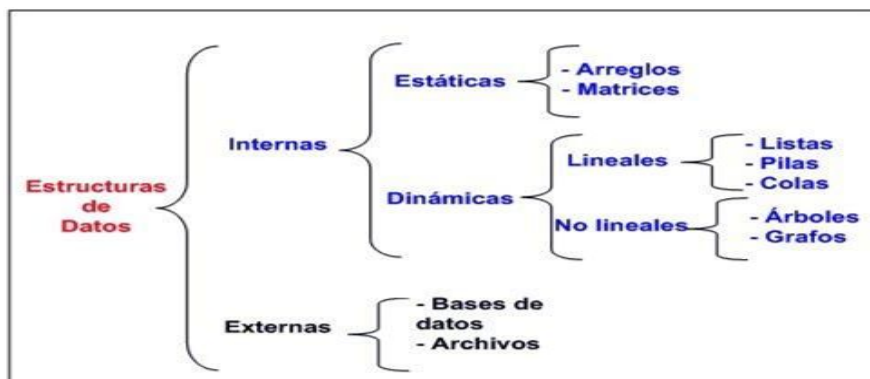 Estructuras
de
Datos
Internas
Estáticas
- Arreglos
- Matrices
Dinámicas
Lineales
- Listas
- Pilas
- Colas
No lineales
- Árboles
- Grafos
Externas
- Bases de
datos
- Archivos